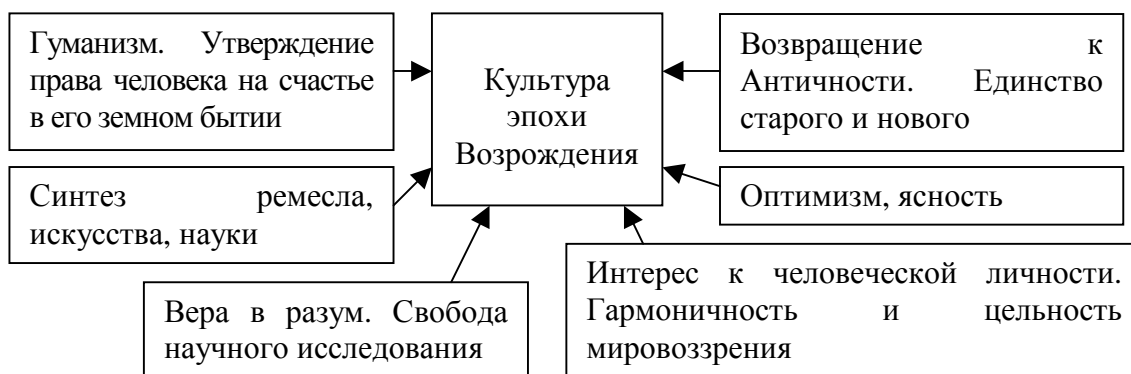 Гуманизм. Утверждение
права человека на счастье
в его земном бытии
Культура
эпохи
Возрождения
Возвращение к
Античности. Единство
старого и нового
Синтез ремесла,
искусства, науки
Оптимизм, ясность
Вера в разум. Свобода
научного исследования
Интерес к человеческой личности.
Гармоничность и цельность
мировоззрения